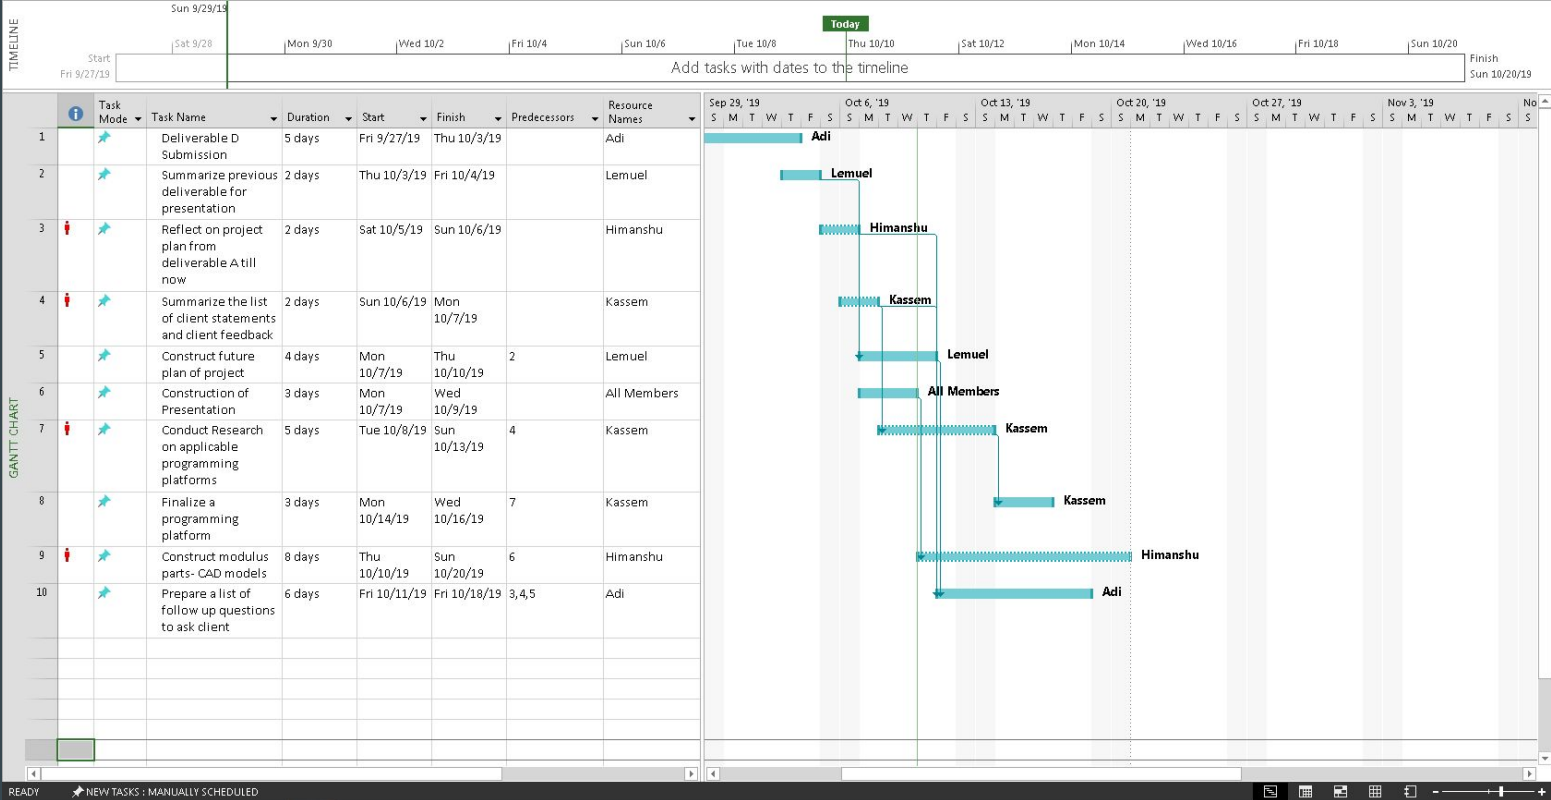 Sun 9/29/19
Today
Sat 9/28
Mon 9/30
Wed 10/2
Fri 10/4
Sun 10/6
Tue 10/8
Thu 10/10
Sat 10/12
Mon 10/14
Wed 10/16
Fri 10/18
Sun 10/20
TIMELINE
Start
Fri 9/27/19
Add tasks with dates to the timeline
Finish
Sun 10/20/19
GANTT CHART
Task
Mode
Task Name
Duration
Start
Finish
Predecessors
Resource
Names
Sep 29, '19
Oct 6, '19
Oct 13, '19
Oct 20, '19
Oct 27, '19
Nov 3, '19
No
S M T W T F S S M T W T F S S M T W T F S S M T W T F S S M T W T F S S M T W T F S S
1
Deliverable D
Submission
5 days
Fri 9/27/19
Thu 10/3/19
Adi
Adi
2
Summarize previous
deliverable for
presentation
2 days
Thu 10/3/19
Fri 10/4/19
Lemuel
Lemuel
3
Reflect on project
plan from
deliverable A till
now
2 days
Sat 10/5/19
Sun 10/6/19
Himanshu
Himanshu
4
Summarize the list
of client statements
and client feedback
2 days
Sun 10/6/19
Mon
10/7/19
Kassem
Kassem
5
Construct future
plan of project
4 days
Mon
10/7/19
Thu
10/10/19
2
Lemuel
Lemuel
6
Construction of
Presentation
3 days
Mon
10/7/19
Wed
10/9/19
All Members
All Members
7
Conduct Research
on applicable
programming
platforms
5 days
Tue 10/8/19
Sun
10/13/19
4
Kassem
Kassem
8
Finalize a
programming
platform
3 days
Mon
10/14/19
Wed
10/16/19
7
Kassem
Kassem
9
Construct modulus
parts- CAD models
8 days
Thu
10/10/19
Sun
10/20/19
6
Himanshu
Himanshu
10
Prepare a list of
follow up questions
to ask client
6 days
Fri 10/11/19
Fri 10/18/19
3,4,5
Adi
Adi
READY
NEW TASKS : MANUALLY SCHEDULED